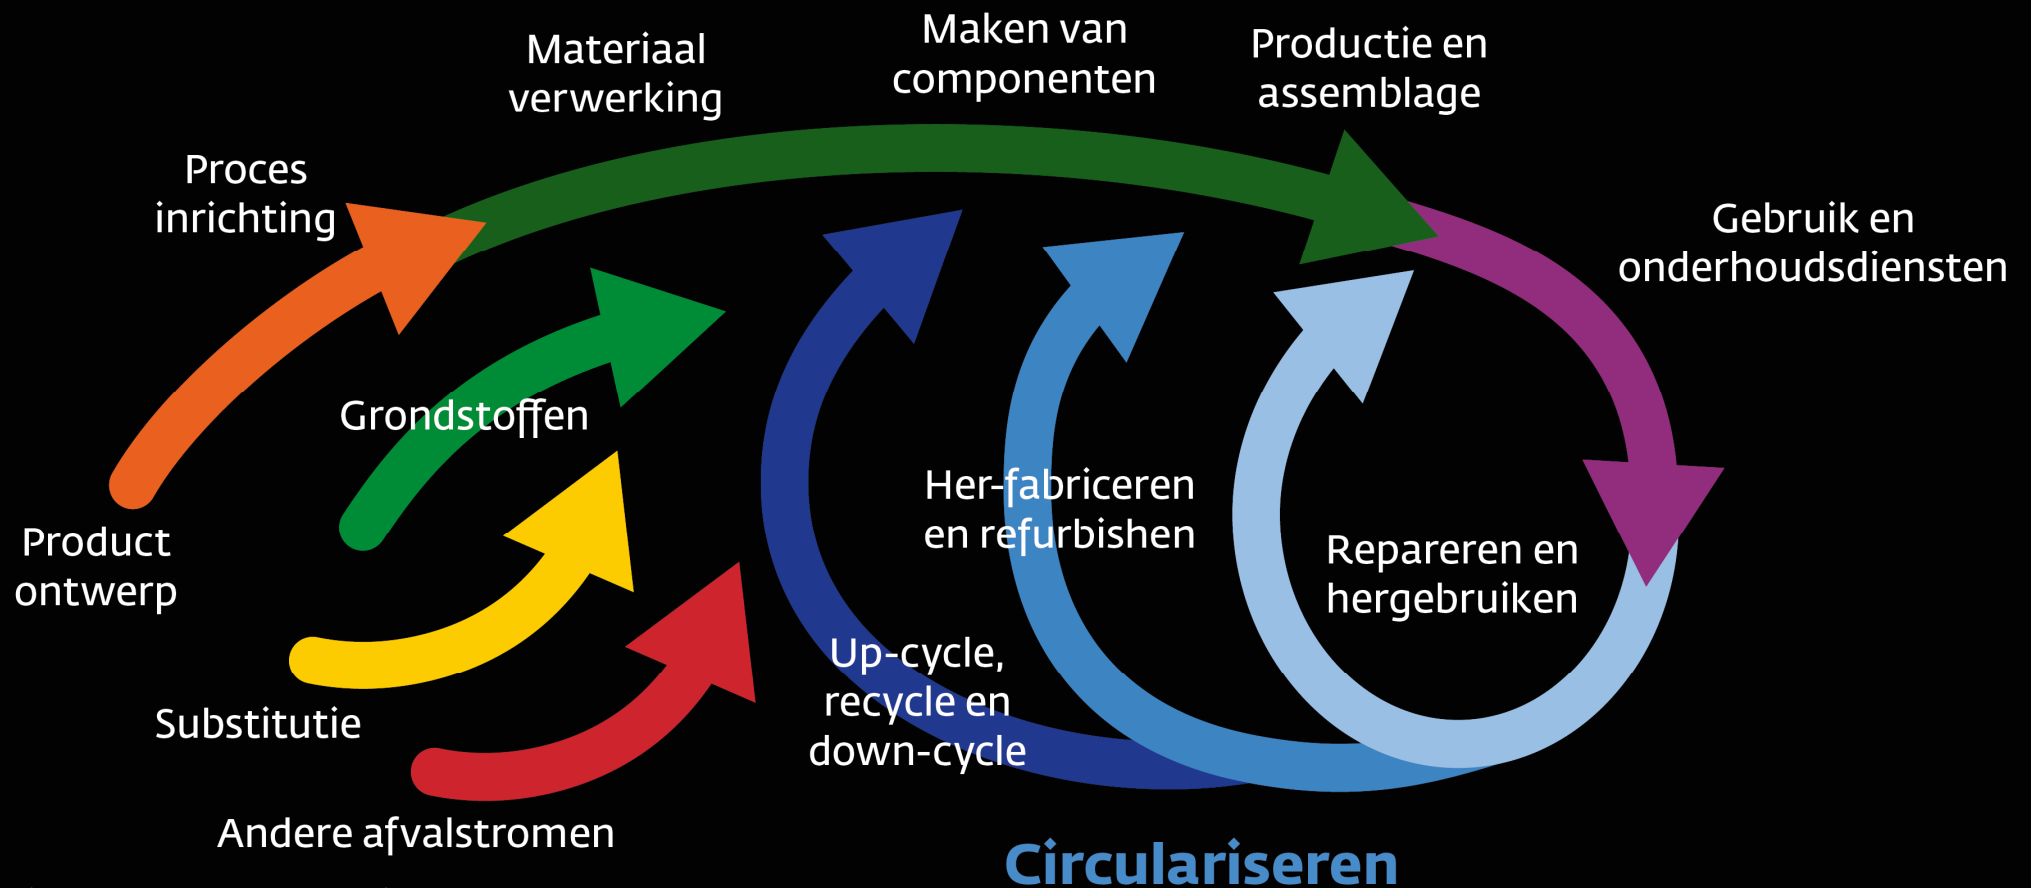 Materiaal
verwerking
Maken van
componenten
Productie en
assemblage
Proces
inrichting
Gebruik en
onderhoudsdiensten
Grondstoffen
Product
ontwerp
Her-fabriceren
en refurbishen
Repareren en
hergebruiken
Substitutie
Up-cycle,
recycle en
down-cycle
Andere afvalstromen
Circulariseren